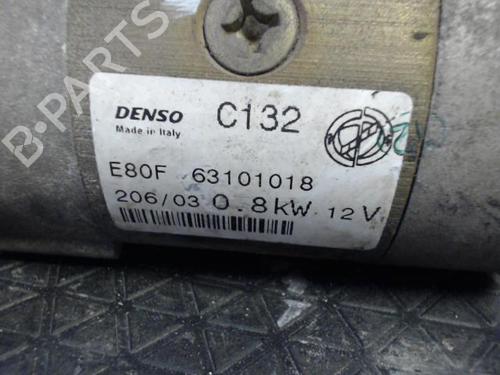 B-PARTS
DENSO C132
Made in Italy
E80F 63101018
206/03 0.8kW 12V